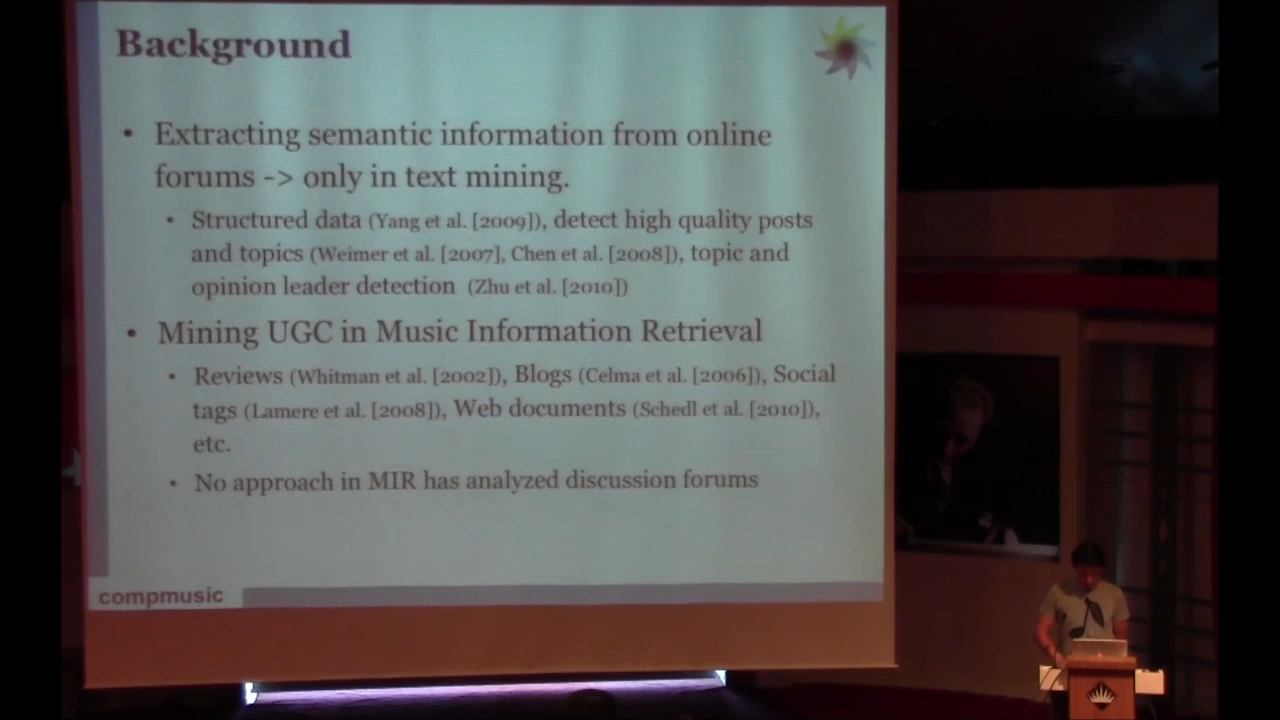 Background
• Extracting semantic information from online
forums -> only in text mining.
• Structured data (Yang et al. [2009]), detect high quality posts
and topics (Weimer et al. [2007], Chen et al. [2008]), topic and
opinion leader detection (Zhu et al. [2010])
• Mining UGC in Music Information Retrieval
• Reviews (Whitman et al. [2002]), Blogs (Celma et al. [2006]), Social
tags (Lamere et al. [2008]), Web documents (Schedl et al. [2010]),
etc.
• No approach in MIR has analyzed discussion forums
compmusic